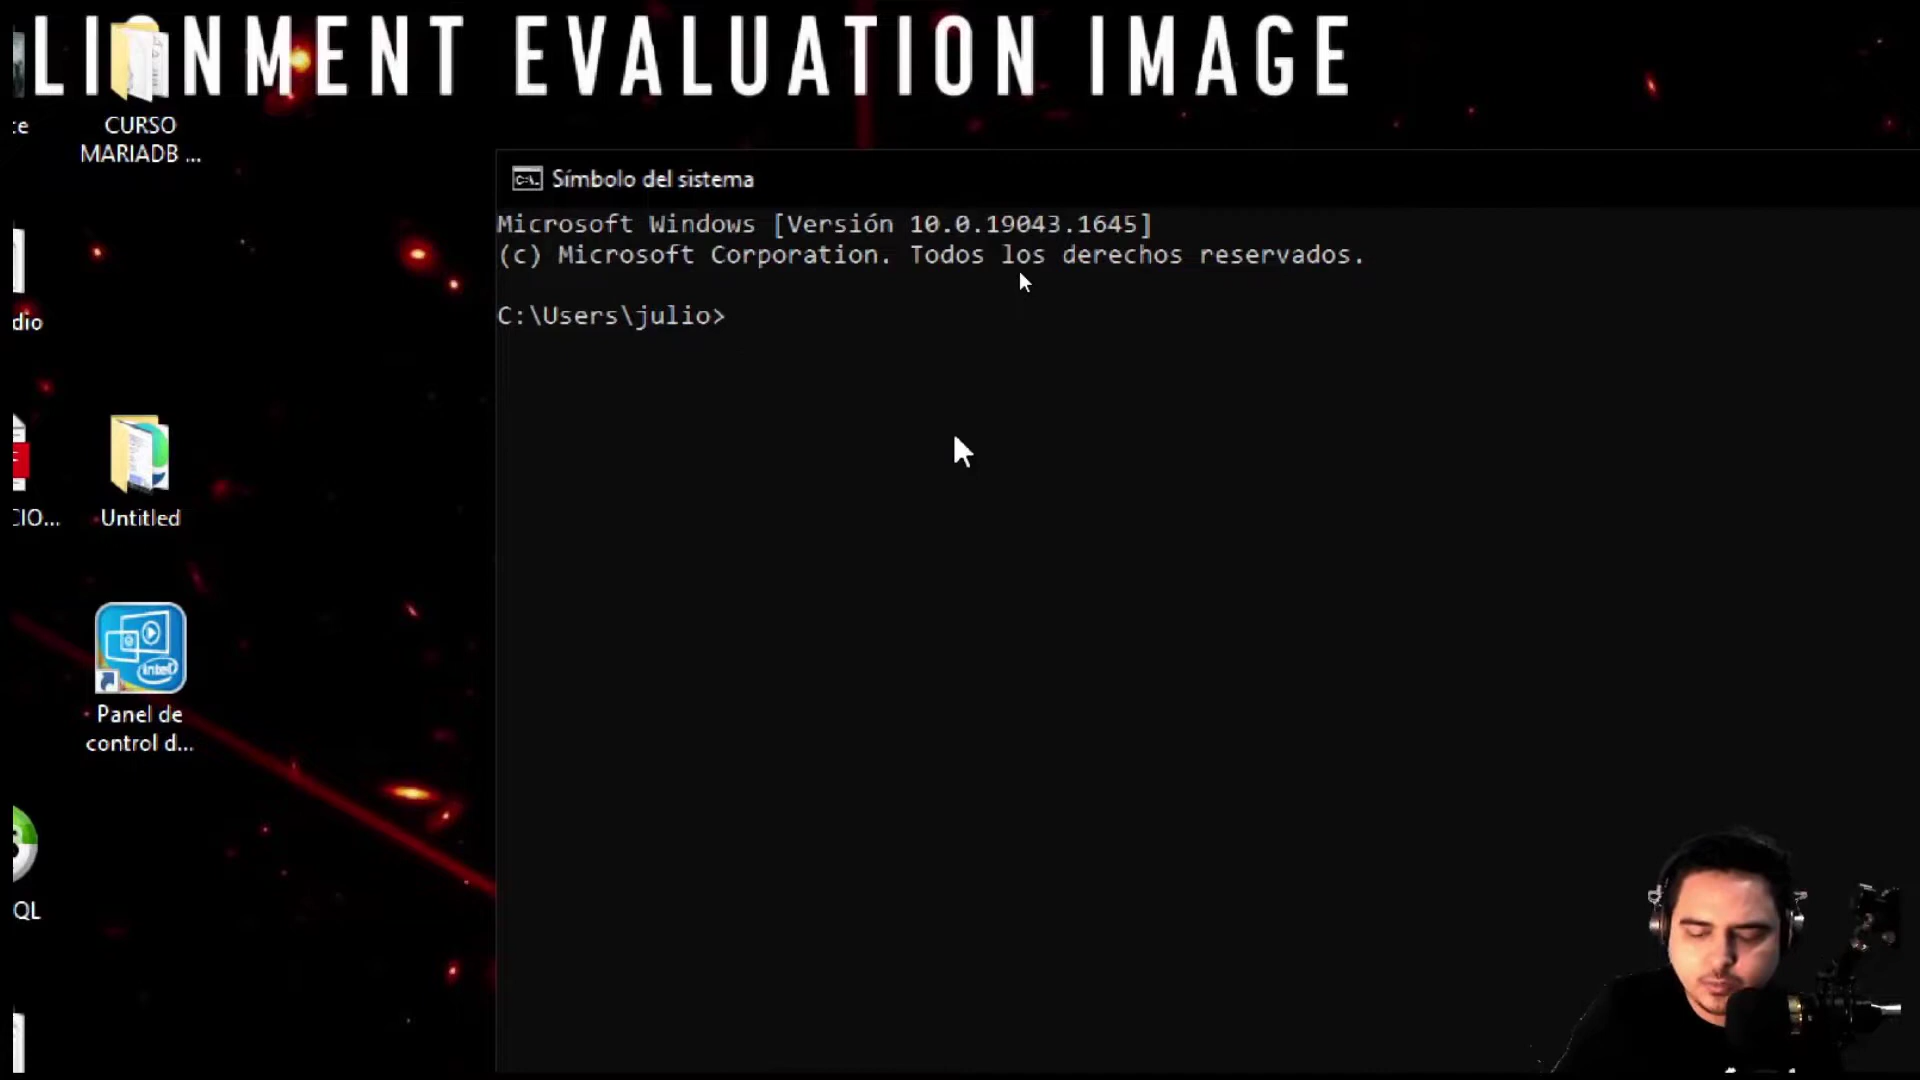 LIGNMENT EVALUATION IMAGE
CURSO
MARIADB ...
Untitled
Panel de
control d...
intel
QL
Símbolo del sistema
Microsoft Windows [Versión 10.0.19043.1645]
(c) Microsoft Corporation. Todos los derechos reservados.
C:\Users\julio>